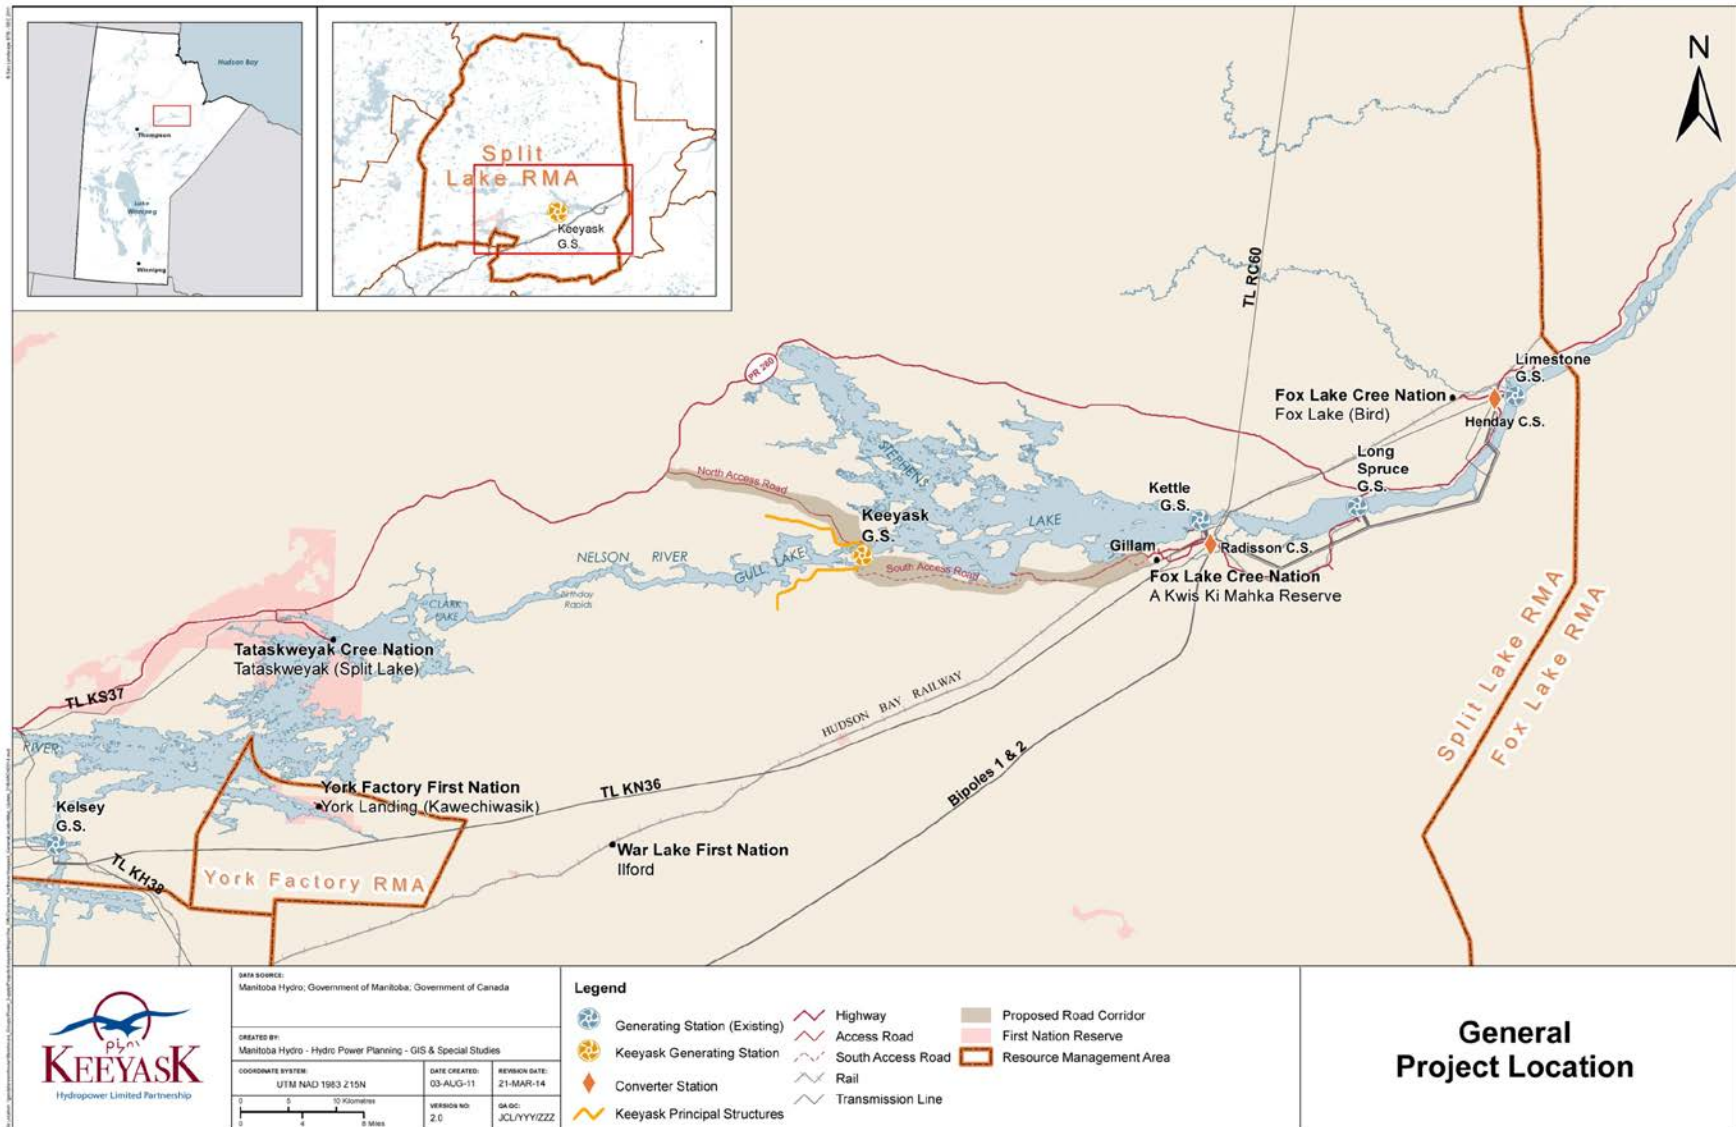 Hudson Bay
Thompson
Lake
Winnipeg
Winnipeg
Split
Lake RMA
Keeyask
G.S.
N
TL RC60
PR 280
Limestone
G.S.
Fox Lake Cree Nation
Fox Lake (Bird)
Henday C.S.
Long
Spruce
G.S.
STEPHENS
LAKE
Kettle
G.S.
North Access Road
Keeyask
G.S.
Gillam
Radisson C.S.
NELSON RIVER
GULL LAKE
South Access Road
Fox Lake Cree Nation
A Kwis Ki Mahka Reserve
Birthday
Rapids
CLARK
LAKE
Tataskweyak Cree Nation
Tataskweyak (Split Lake)
TL KS37
HUDSON BAY RAILWAY
Split Lake RMA
Fox Lake RMA
RIVER
York Factory First Nation
York Landing (Kawechiwasik)
TL KN36
Bipoles 1 & 2
Kelsey
G.S.
TL KH38
War Lake First Nation
Ilford
York Factory RMA
KEEYASK
Hydropower Limited Partnership
DATA SOURCE:
Manitoba Hydro; Government of Manitoba; Government of Canada
CREATED BY:
Manitoba Hydro - Hydro Power Planning - GIS & Special Studies
COORDINATE SYSTEM:
UTM NAD 1983 Z15N
DATE CREATED:
03-AUG-11
REVISION DATE:
21-MAR-14
0 5 10 Kilometres
0 4 8 Miles
VERSION NO:
2.0
QA/QC:
JCL/YYY/ZZZ
Legend
Generating Station (Existing)
Keeyask Generating Station
Converter Station
Keeyask Principal Structures
Highway
Access Road
South Access Road
Rail
Transmission Line
Proposed Road Corridor
First Nation Reserve
Resource Management Area
General
Project Location